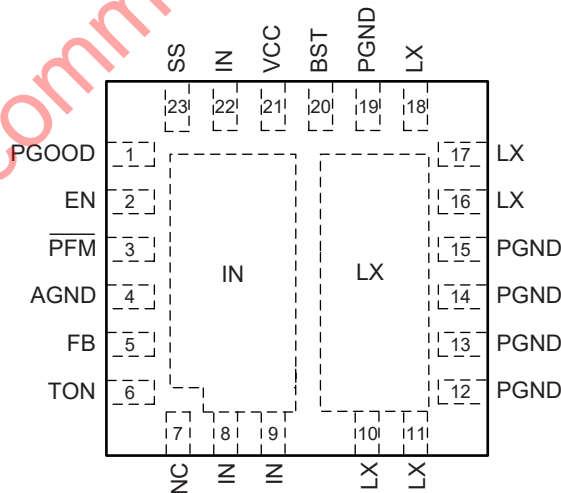 comm
SS IN VCC BST PGND LX
23 22 21 20 19 18
PGOOD 1 17 LX
EN 2 16 LX
PFM 3 15 PGND
IN LX
AGND 4 14 PGND
FB 5 13 PGND
TON 6 12 PGND
7 8 9 10 11
NC IN IN LX LX